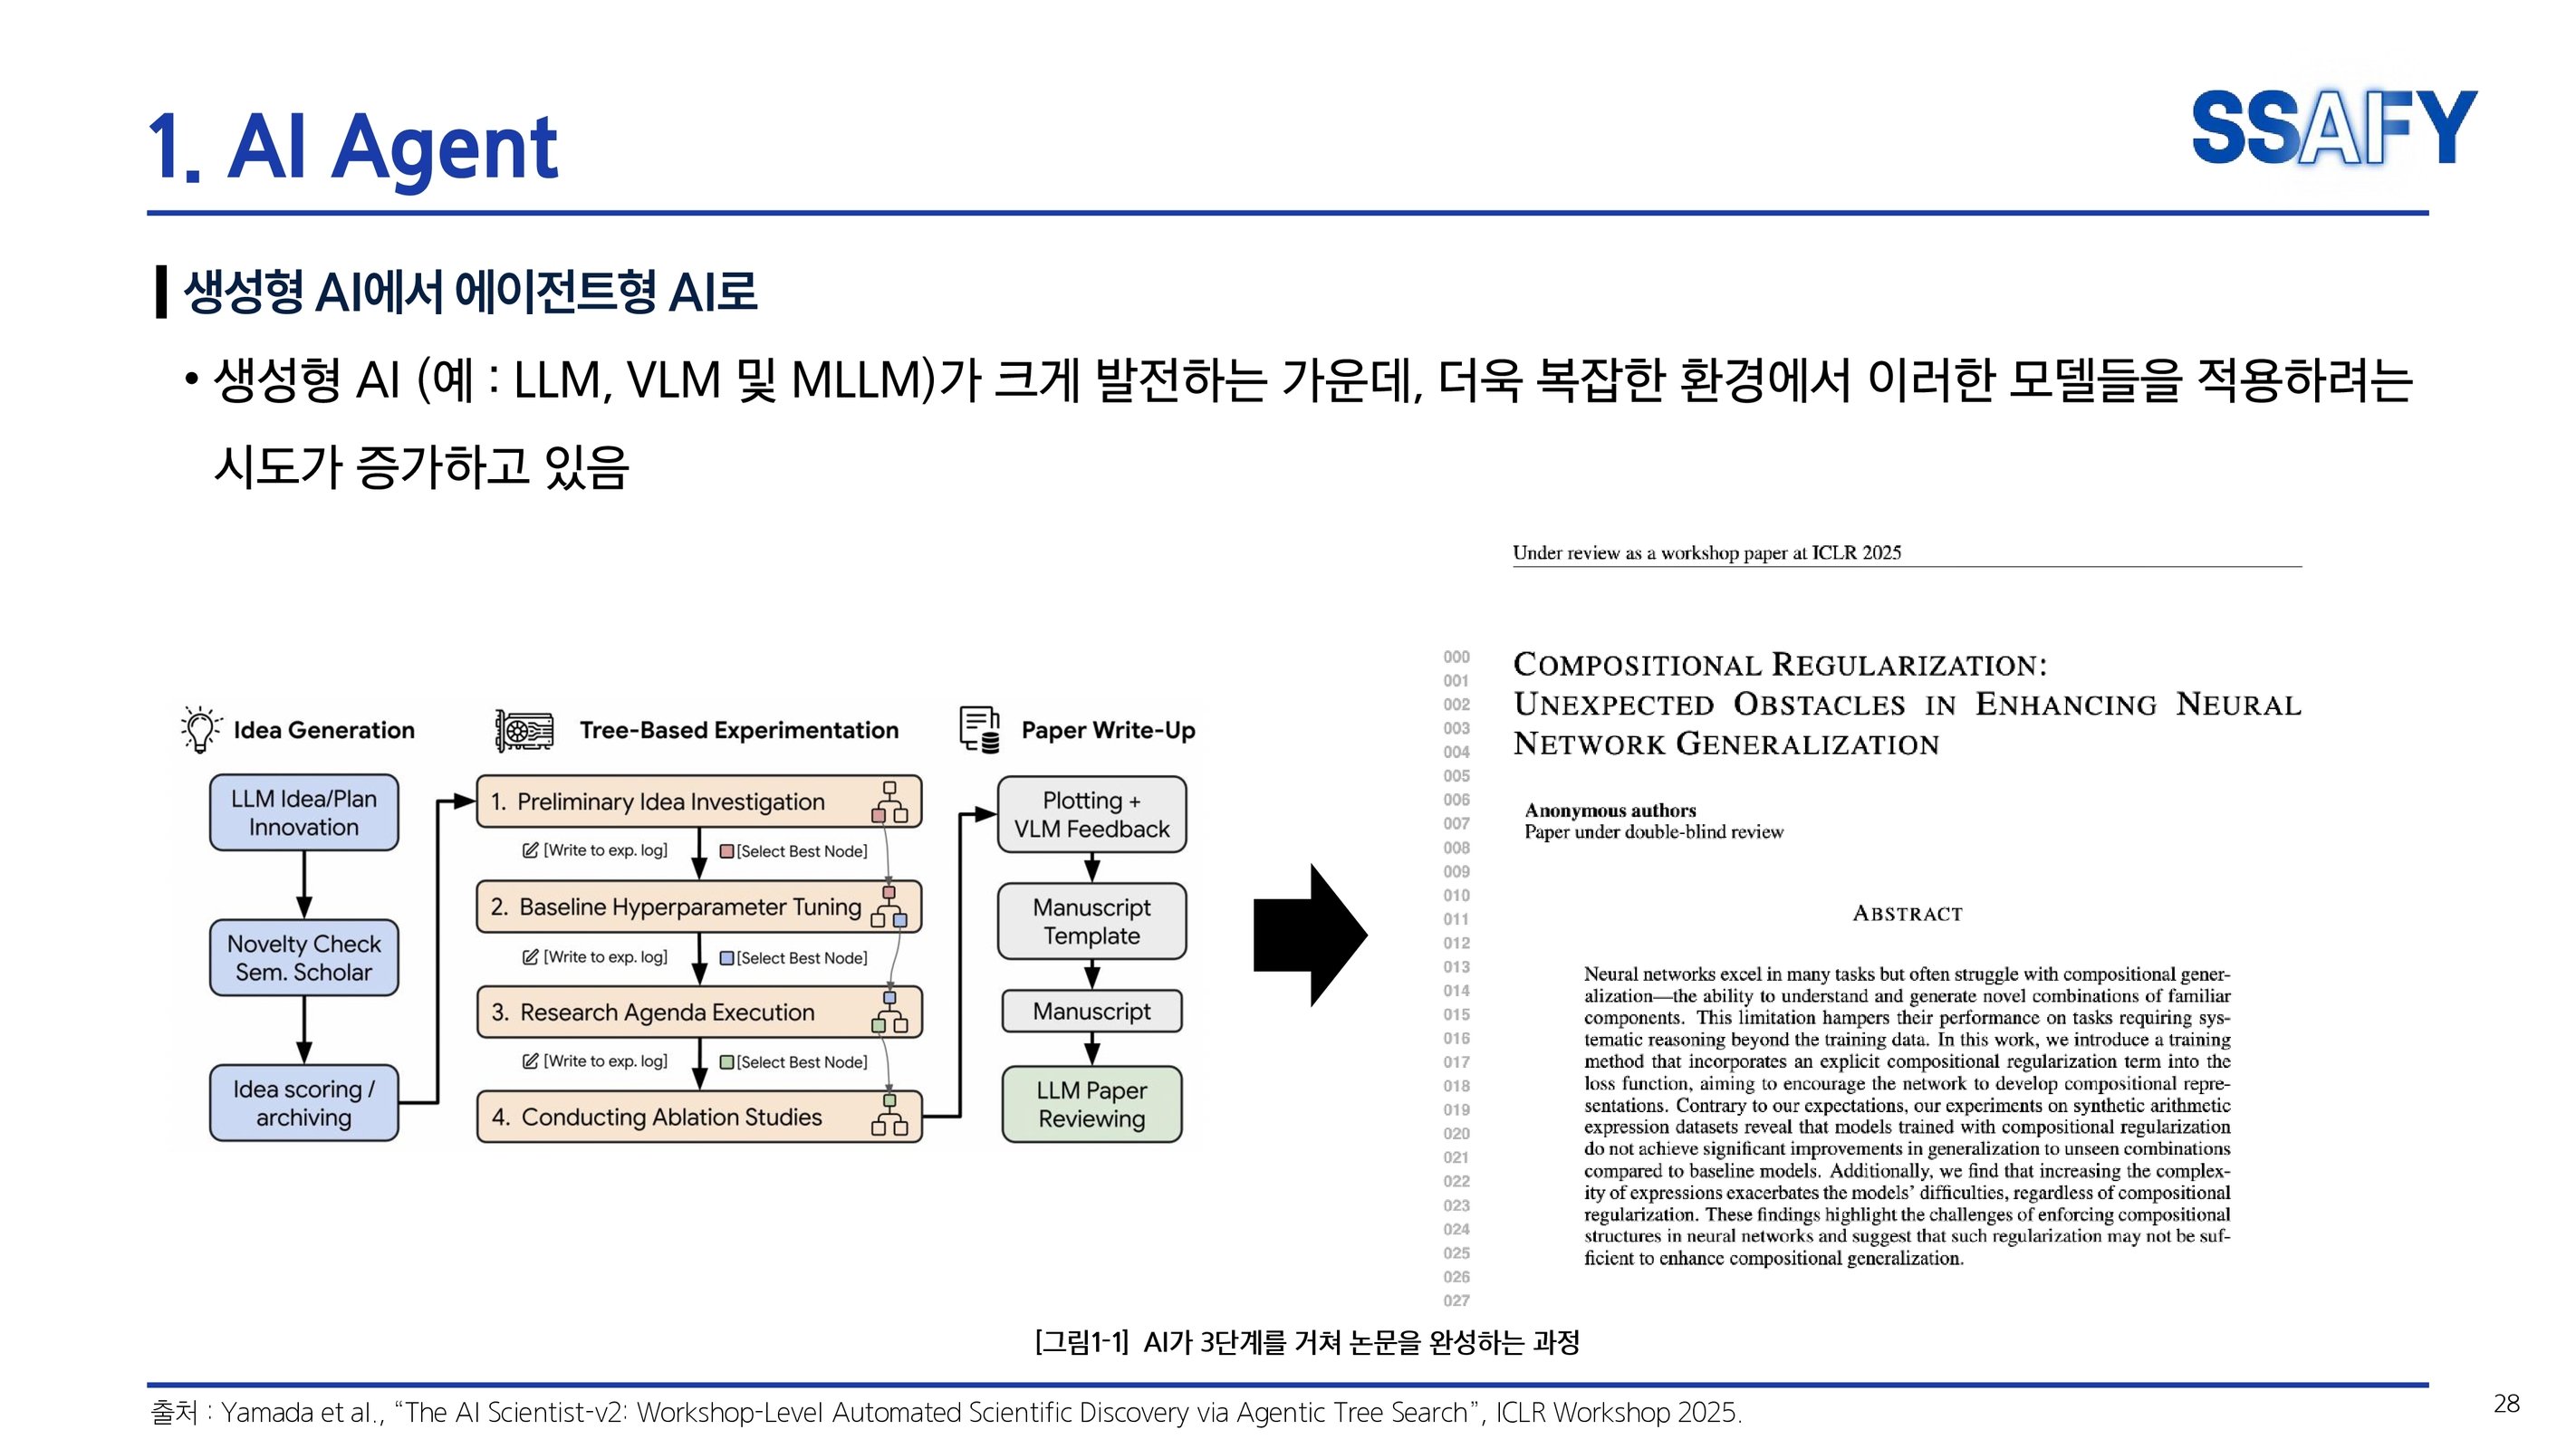 1. AI Agent
SSAFY
생성형 AI에서 에이전트형 AI로
• 생성형 AI (예 : LLM, VLM 및 MLLM)가 크게 발전하는 가운데, 더욱 복잡한 환경에서 이러한 모델들을 적용하려는
시도가 증가하고 있음
Idea Generation
LLM Idea/Plan
Innovation
Novelty Check
Sem. Scholar
Idea scoring /
archiving
Tree-Based Experimentation
1. Preliminary Idea Investigation
[Write to exp. log] [Select Best Node]
2. Baseline Hyperparameter Tuning
[Write to exp. log] [Select Best Node]
3. Research Agenda Execution
[Write to exp. log] [Select Best Node]
4. Conducting Ablation Studies
Paper Write-Up
Plotting +
VLM Feedback
Manuscript
Template
Manuscript
LLM Paper
Reviewing
Under review as a workshop paper at ICLR 2025
000
001
002
003
004
005
006
007
008
009
010
011
012
013
014
015
016
017
018
019
020
021
022
023
024
025
026
027
COMPOSITIONAL REGULARIZATION:
UNEXPECTED OBSTACLES IN ENHANCING NEURAL
NETWORK GENERALIZATION
Anonymous authors
Paper under double-blind review
ABSTRACT
Neural networks excel in many tasks but often struggle with compositional gener-
alization—the ability to understand and generate novel combinations of familiar
components. This limitation hampers their performance on tasks requiring sys-
tematic reasoning beyond the training data. In this work, we introduce a training
method that incorporates an explicit compositional regularization term into the
loss function, aiming to encourage the network to develop compositional repre-
sentations. Contrary to our expectations, our experiments on synthetic arithmetic
expression datasets reveal that models trained with compositional regularization
do not achieve significant improvements in generalization to unseen combinations
compared to baseline models. Additionally, we find that increasing the complex-
ity of expressions exacerbates the models' difficulties, regardless of compositional
regularization. These findings highlight the challenges of enforcing compositional
structures in neural networks and suggest that such regularization may not be suf-
ficient to enhance compositional generalization.
[그림1-1] AI가 3단계를 거쳐 논문을 완성하는 과정
출처 : Yamada et al., “The AI Scientist-v2: Workshop-Level Automated Scientific Discovery via Agentic Tree Search”, ICLR Workshop 2025.
28